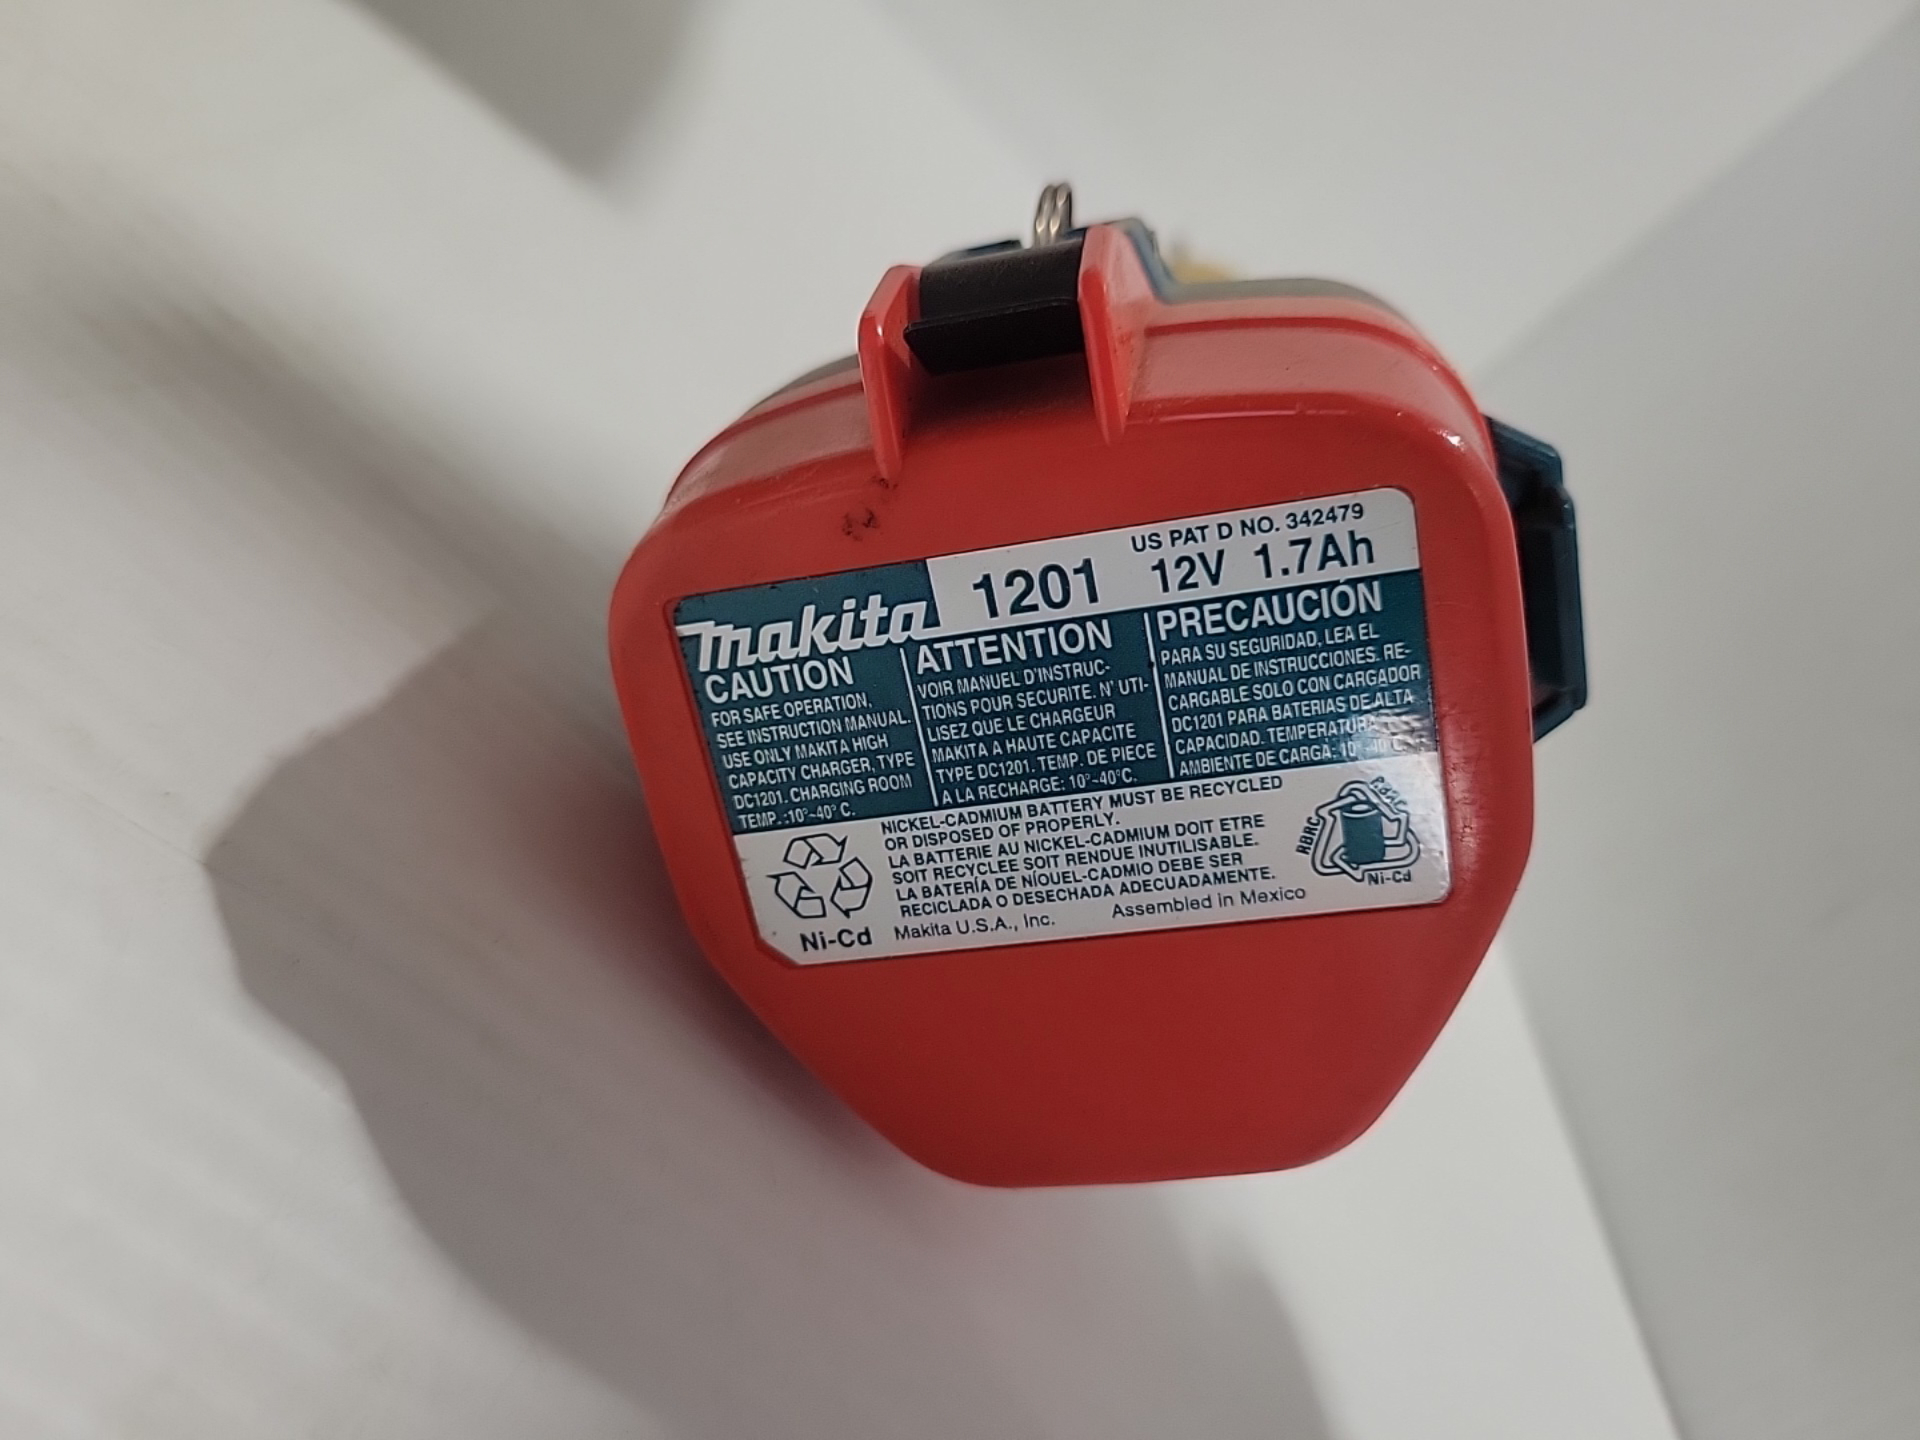 US PAT D NO. 342479
makita 1201 12V 1.7Ah
CAUTION
FOR SAFE OPERATION,
SEE INSTRUCTION MANUAL.
USE ONLY MAKITA HIGH
CAPACITY CHARGER, TYPE
DC1201. CHARGING ROOM
TEMP.:10°~40° C.
ATTENTION
VOIR MANUEL D'INSTRUC-
TIONS POUR SECURITE. N' UTI-
LISEZ QUE LE CHARGEUR
MAKITA A HAUTE CAPACITE
TYPE DC1201. TEMP. DE PIECE
A LA RECHARGE: 10°~40°C.
PRECAUCIÓN
PARA SU SEGURIDAD, LEA EL
MANUAL DE INSTRUCCIONES. RE-
CARGABLE SOLO CON CARGADOR
DC1201 PARA BATERIAS DE ALTA
CAPACIDAD. TEMPERATURA
AMBIENTE DE CARGA: 10°~40°C.
NICKEL-CADMIUM BATTERY MUST BE RECYCLED
OR DISPOSED OF PROPERLY.
LA BATTERIE AU NICKEL-CADMIUM DOIT ETRE
SOIT RECYCLEE SOIT RENDUE INUTILISABLE.
LA BATERÍA DE NÍQUEL-CADMIO DEBE SER
RECICLADA O DESECHADA ADECUADAMENTE.
Ni-Cd
Makita U.S.A., Inc. Assembled in Mexico
RBRC
Ni-Cd